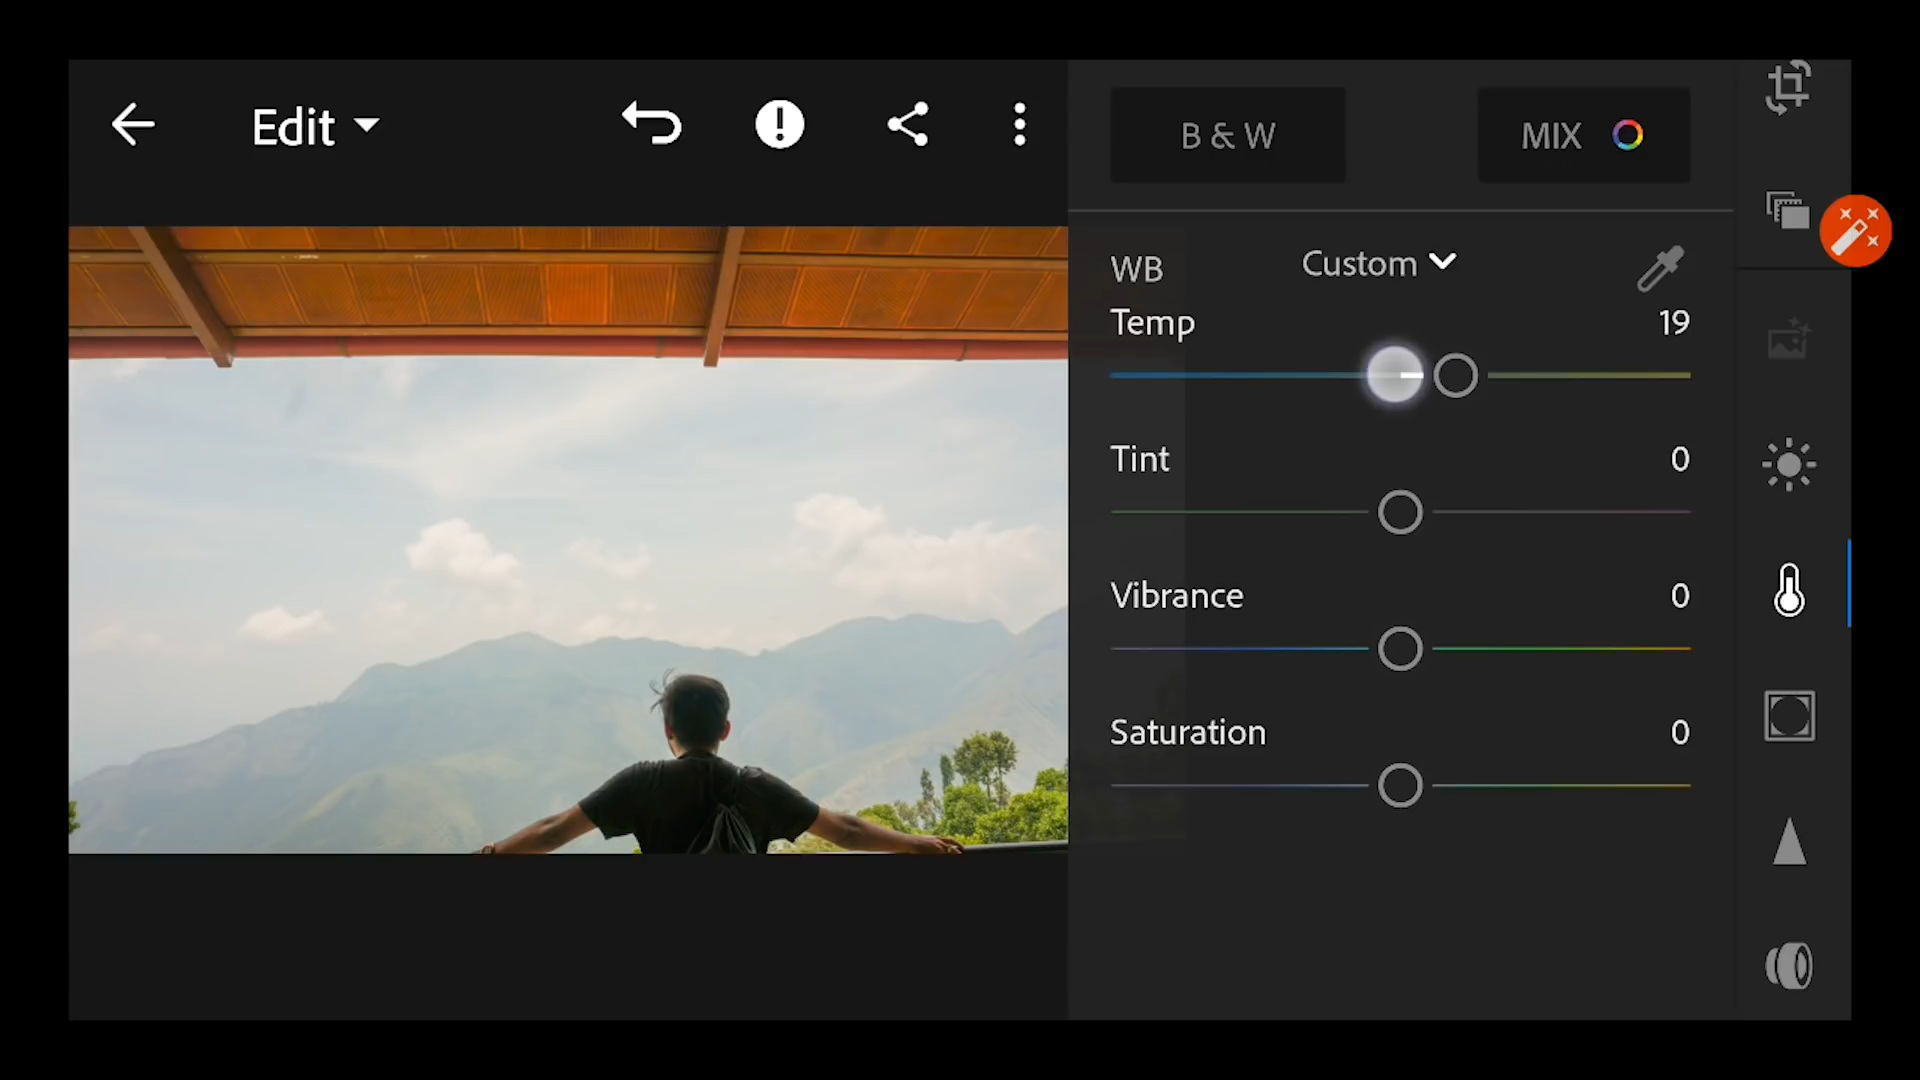 Edit
B & W
MIX
WB
Custom
Temp
19
Tint
0
Vibrance
0
Saturation
0